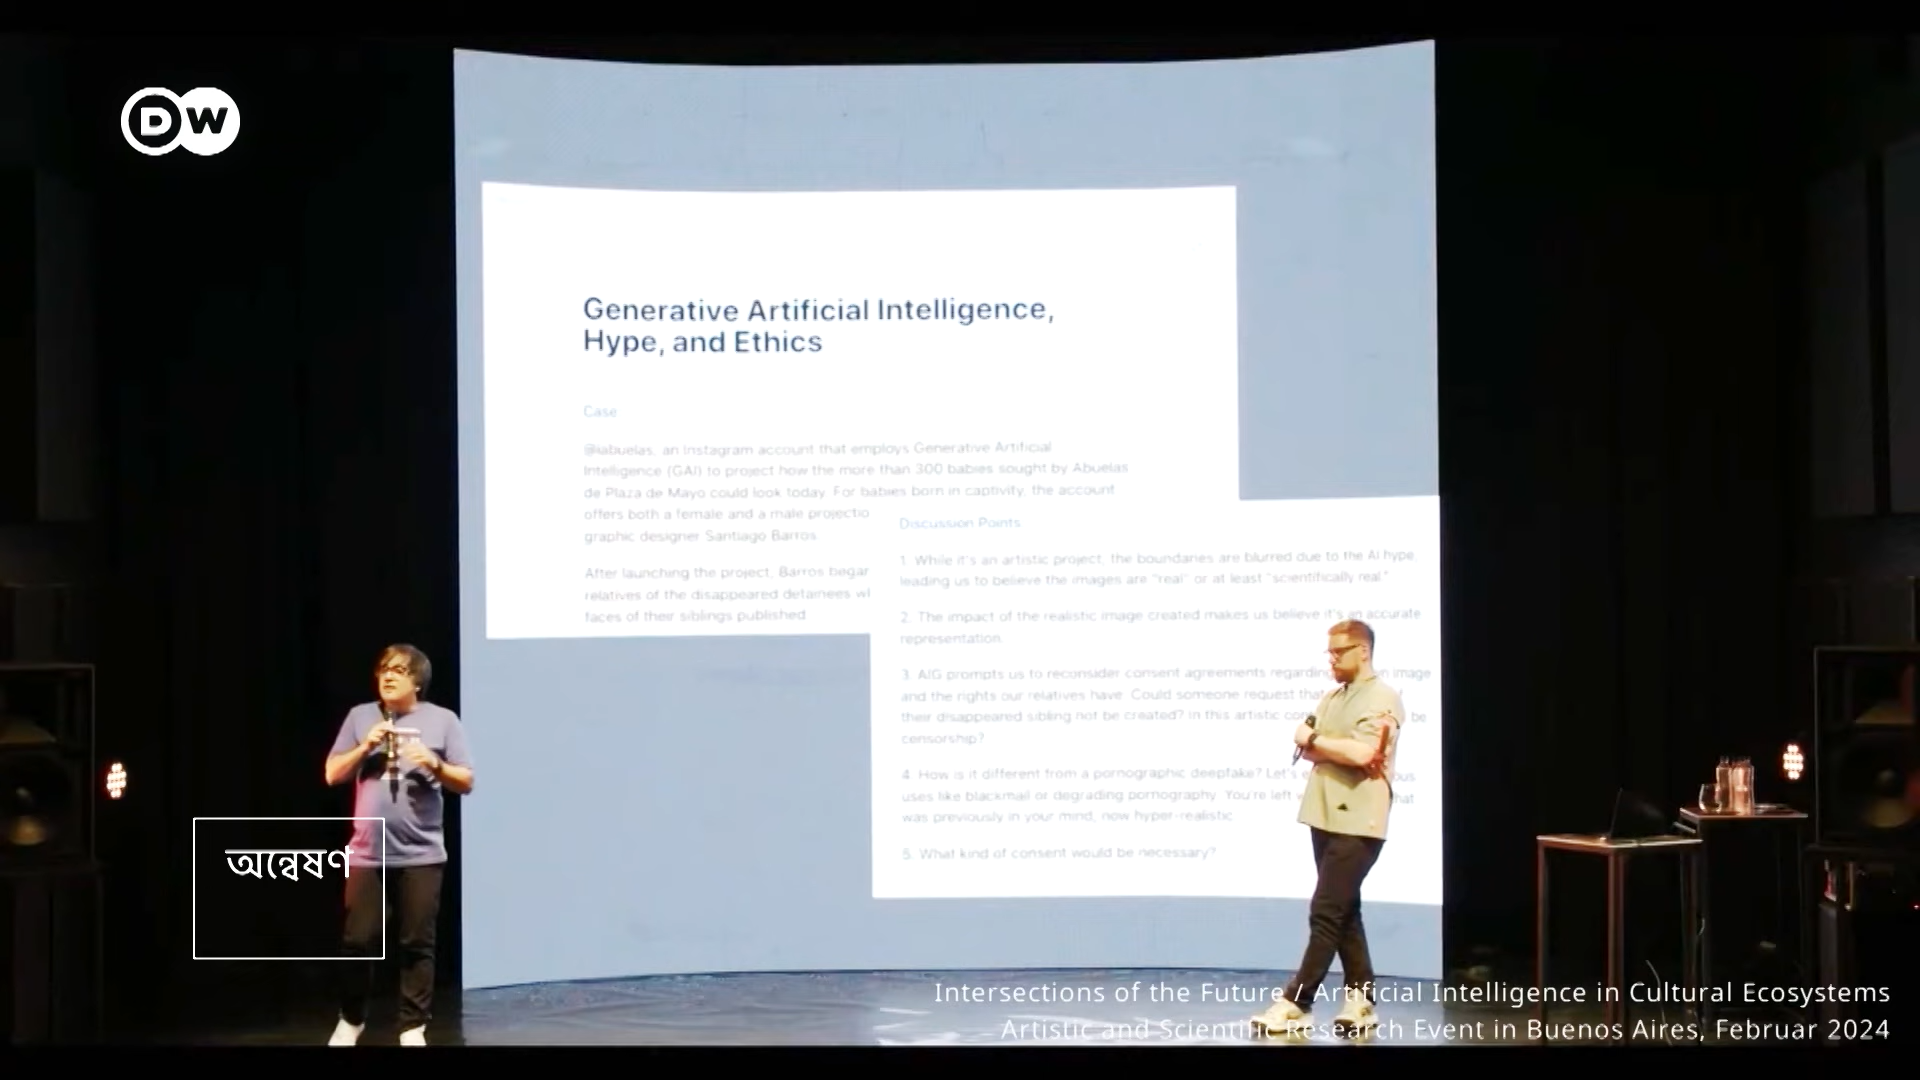 DW
Generative Artificial Intelligence,
Hype, and Ethics
Case
@iabuelas, an Instagram account that employs Generative Artificial
Intelligence (GAI) to project how the more than 300 babies sought by Abuelas
de Plaza de Mayo could look today. For babies born in captivity, the account
offers both a female and a male projectio
graphic designer Santiago Barros.
After launching the project, Barros began
relatives of the disappeared detainees
faces of their siblings published
Discussion Points
1. While it's an artistic project, the boundaries are blurred due to the AI hype,
leading us to believe the images are "real" or at least "scientifically real"
2. The impact of the realistic image created makes us believe it's an accurate
representation.
3. AIG prompts us to reconsider consent agreements regarding image
and the rights our relatives have. Could someone request that
their disappeared sibling not be created? In this artistic be
censorship?
4. How is it different from a pornographic deepfake? Let's
uses like blackmail or degrading pornography. You're left
was previously in your mind, now hyper-realistic
5. What kind of consent would be necessary?
অন্বেষণ
Intersections of the Future / Artificial Intelligence in Cultural Ecosystems
Artistic and Scientific Research Event in Buenos Aires, Februar 2024